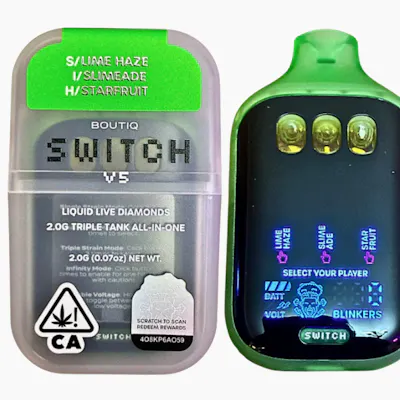 S/LIME HAZE
I/SLIMEADE
H/STARFRUIT
BOUTIQ
SWITCH
V5
LIQUID LIVE DIAMONDS
2.0G TRIPLE TANK ALL-IN-ONE
Triple Strain Mode:
2.0G (0.07oz) NET WT.
Infinity Mode:
CA
SCRATCH TO SCAN
REDEEM REWARDS
408KP6AO59
LIME
HAZE
SLIME
ADE
STAR
FRUIT
SELECT YOUR PLAYER
BATT
VOLT
BLINKERS
SWITCH